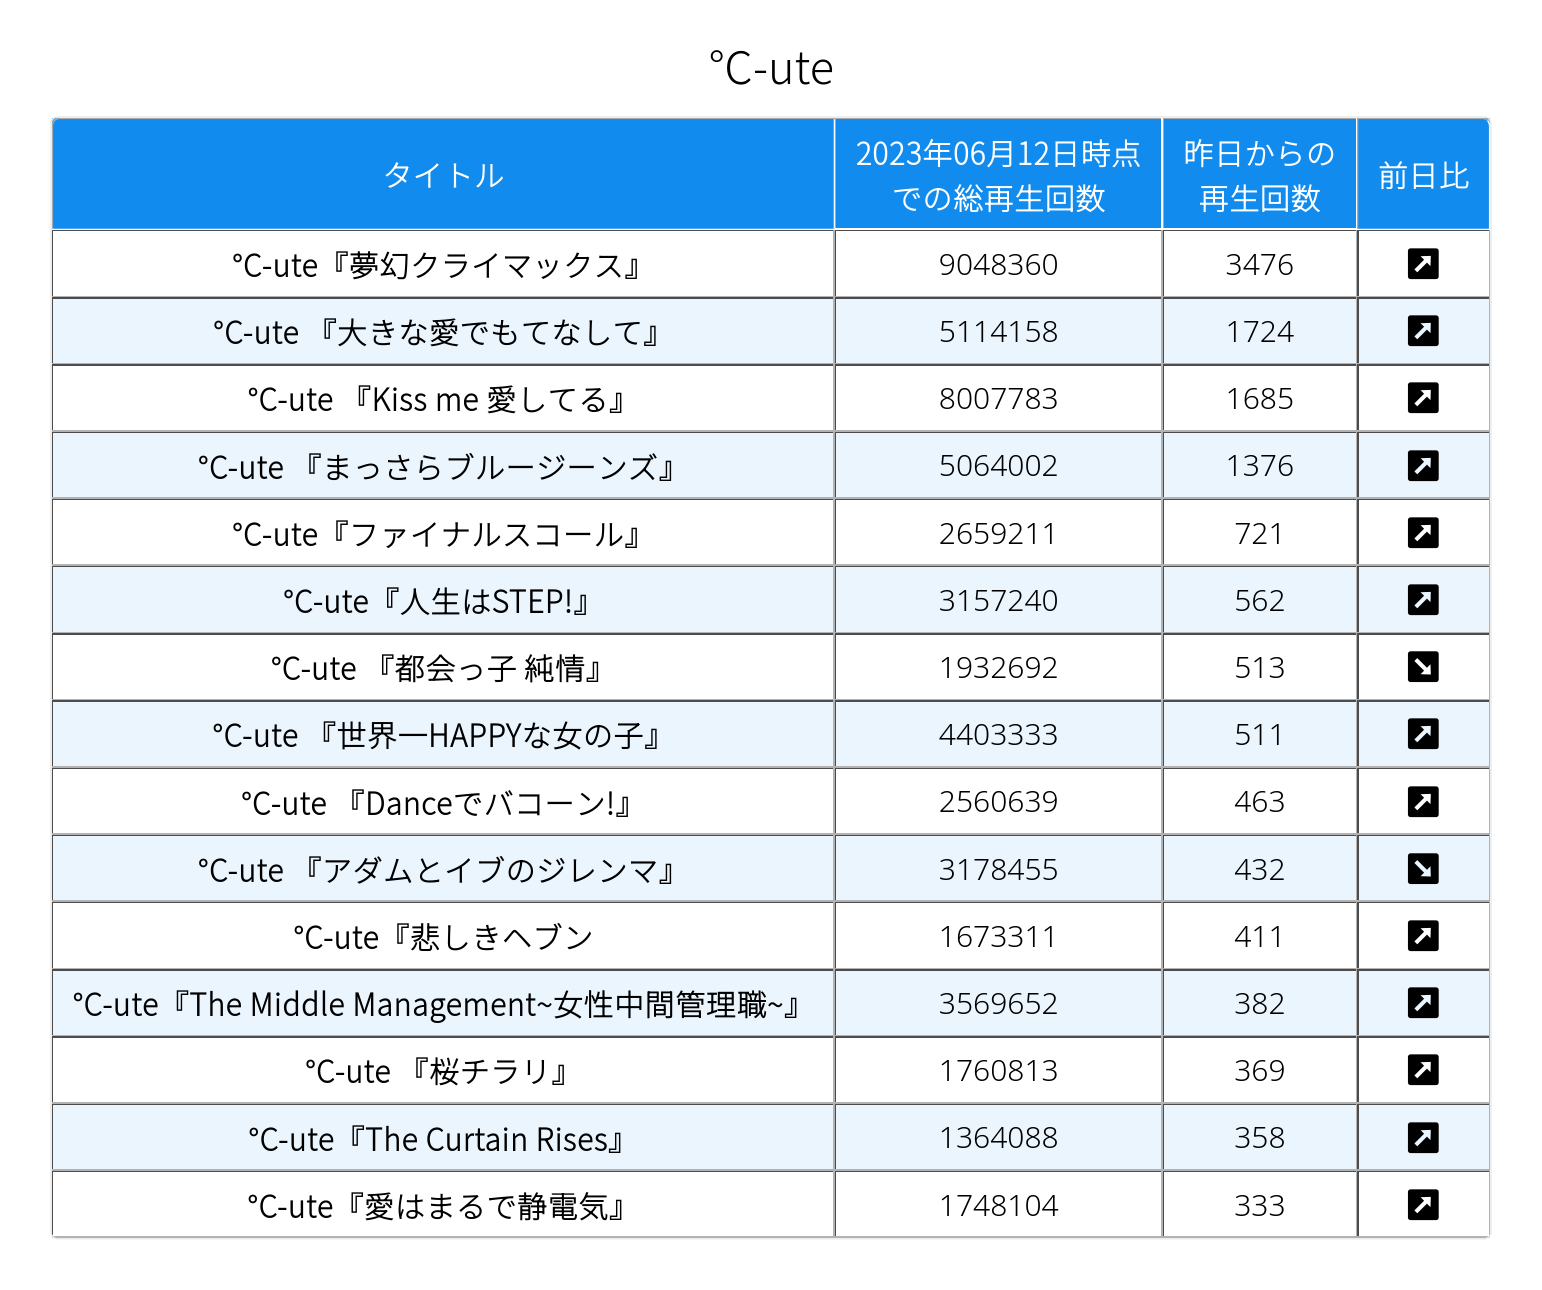 ℃-ute
タイトル
2023年06月12日時点
での総再生回数
昨日からの
再生回数
前日比
℃-ute『夢幻クライマックス』 9048360 3476
℃-ute 『大きな愛でもてなして』 5114158 1724
℃-ute 『Kiss me 愛してる』 8007783 1685
℃-ute 『まっさらブルージーンズ』 5064002 1376
℃-ute『ファイナルスコール』 2659211 721
℃-ute『人生はSTEP!』 3157240 562
℃-ute 『都会っ子 純情』 1932692 513
℃-ute 『世界一HAPPYな女の子』 4403333 511
℃-ute 『Danceでバコーン!』 2560639 463
℃-ute 『アダムとイブのジレンマ』 3178455 432
℃-ute『悲しきヘブン 1673311 411
℃-ute『The Middle Management~女性中間管理職~』 3569652 382
℃-ute 『桜チラリ』 1760813 369
℃-ute『The Curtain Rises』 1364088 358
℃-ute『愛はまるで静電気』 1748104 333